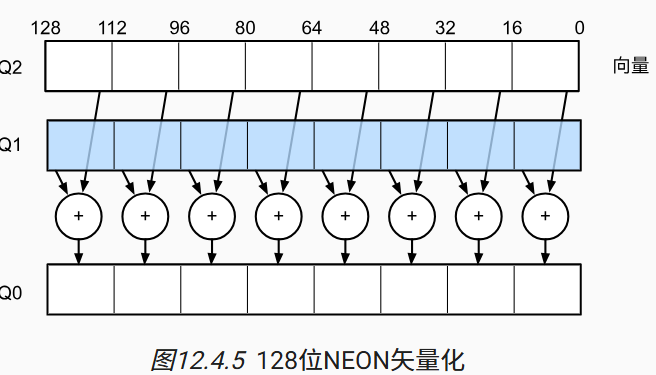 128 112 96 80 64 48 32 16 0
Q2 向量
Q1
+ + + + + + + +
Q0
图12.4.5 128位NEON矢量化